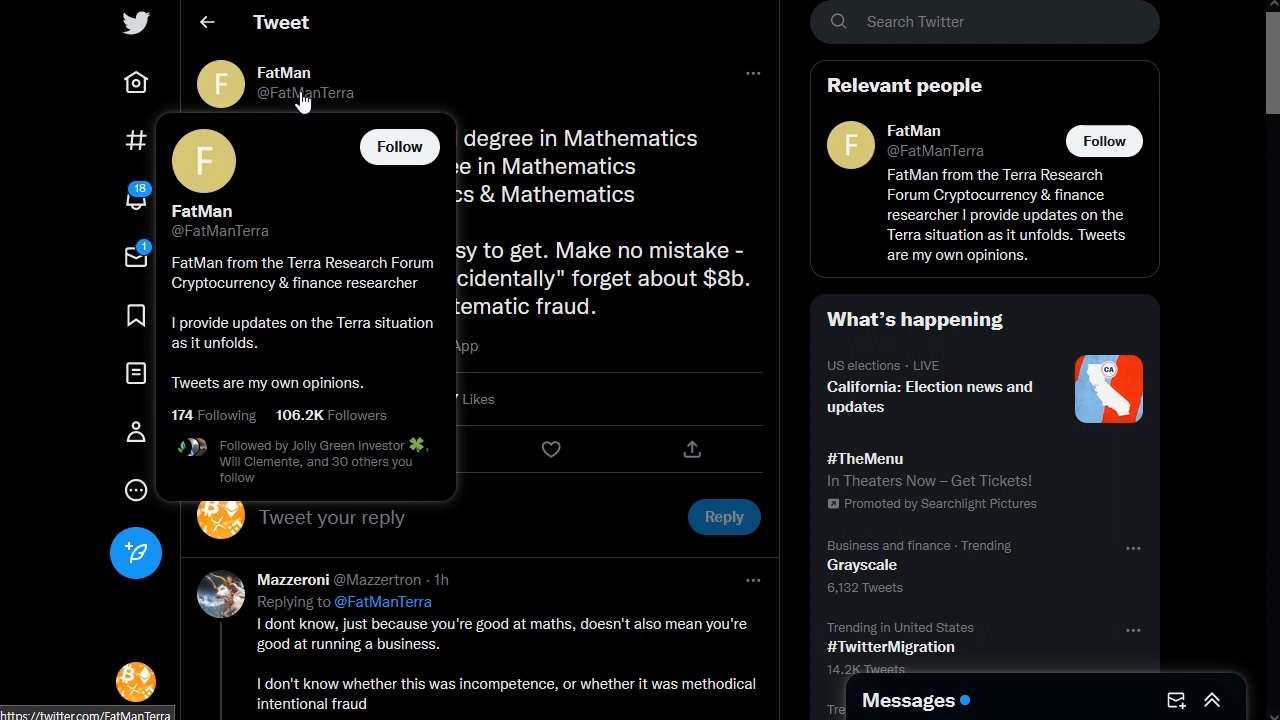 Tweet
F
FatMan
@FatManTerra
degree in Mathematics
in Mathematics
& Mathematics
to get. Make no mistake -
forget about $8b.
fraud.
App
Likes
F
Follow
FatMan
@FatManTerra
FatMan from the Terra Research Forum
Cryptocurrency & finance researcher
I provide updates on the Terra situation
as it unfolds.
Tweets are my own opinions.
174 Following 106.2K Followers
Followed by Jolly Green Investor 🍀,
Will Clemente, and 30 others you
follow
18
1
Tweet your reply
Reply
Mazzeroni @Mazzertron · 1h
Replying to @FatManTerra
I dont know, just because you're good at maths, doesn't also mean you're
good at running a business.
I don't know whether this was incompetence, or whether it was methodical
intentional fraud
https://twitter.com/FatManTerra
Search Twitter
Relevant people
F
FatMan
@FatManTerra
Follow
FatMan from the Terra Research
Forum Cryptocurrency & finance
researcher I provide updates on the
Terra situation as it unfolds. Tweets
are my own opinions.
What's happening
US elections · LIVE
California: Election news and
updates
CA
#TheMenu
In Theaters Now – Get Tickets!
Promoted by Searchlight Pictures
Business and finance · Trending
Grayscale
6,132 Tweets
Trending in United States
#TwitterMigration
14.2K Tweets
Messages